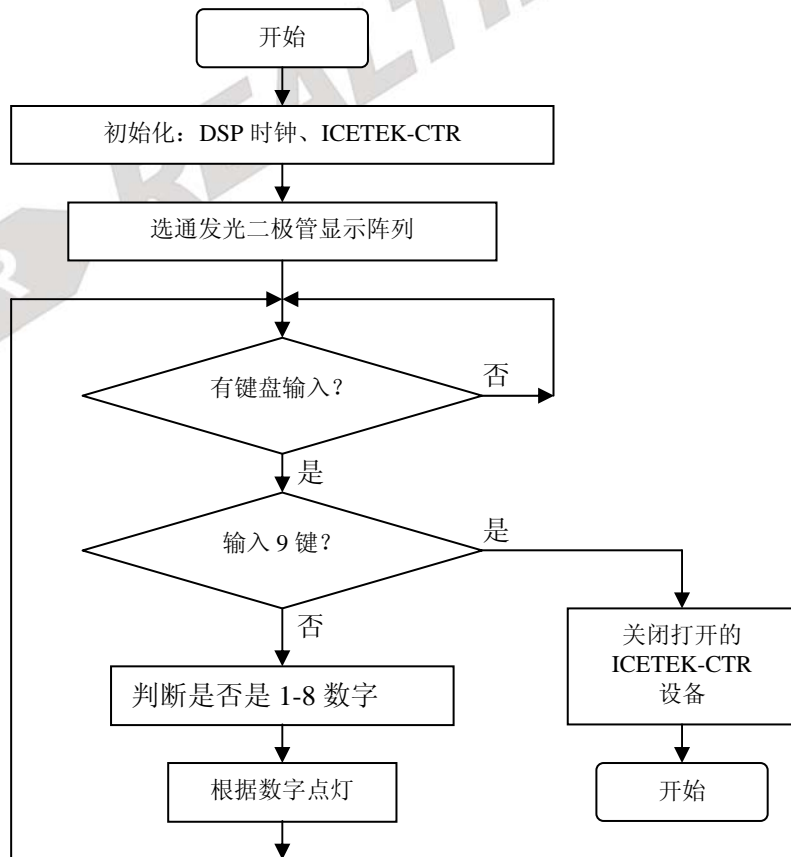 REALTIM
R
开始
初始化：DSP 时钟、ICETEK-CTR
选通发光二极管显示阵列
有键盘输入？
否
是
输入 9 键？
是
否
判断是否是 1-8 数字
根据数字点灯
关闭打开的
ICETEK-CTR
设备
开始